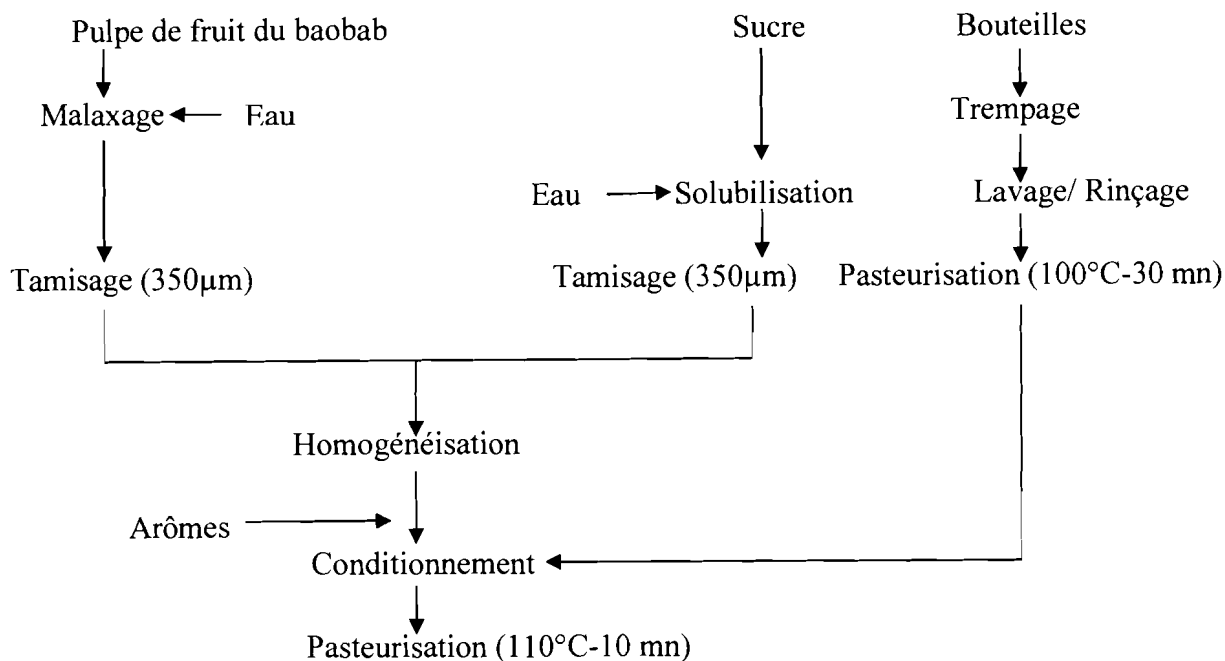 Pulpe de fruit du baobab
Sucre
Bouteilles
Malaxage
Eau
Trempage
Eau
Solubilisation
Lavage/ Rinçage
Tamisage (350µm)
Tamisage (350µm)
Pasteurisation (100°C-30 mn)
Homogénéisation
Arômes
Conditionnement
Pasteurisation (110°C-10 mn)